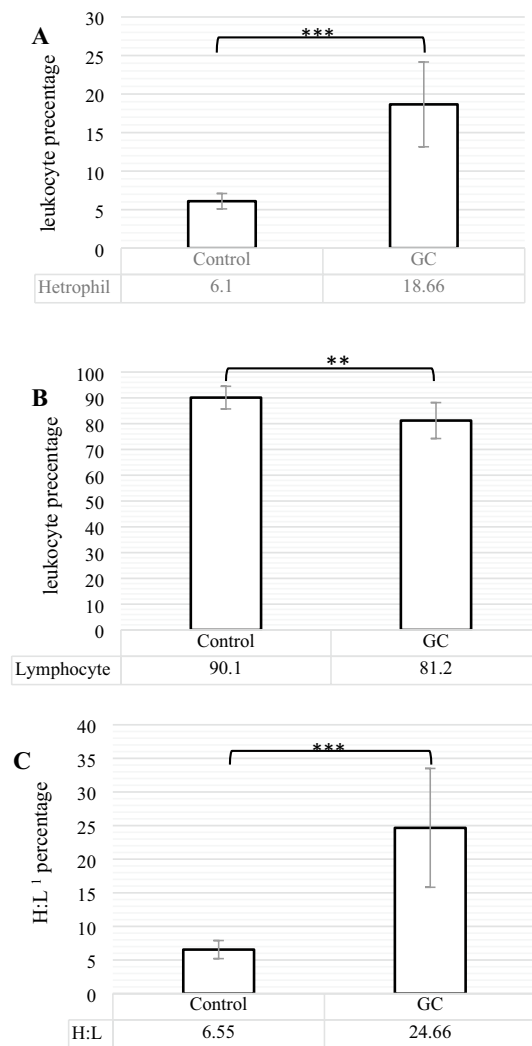 A
leukocyte precentage
30
25
20
15
10
5
0
***
Control GC
Hetrophil 6.1 18.66
B
leukocyte precentage
100
90
80
70
60
50
40
30
20
10
0
**
Control GC
Lymphocyte 90.1 81.2
C
H:L ¹ percentage
40
35
30
25
20
15
10
5
0
***
Control GC
H:L 6.55 24.66